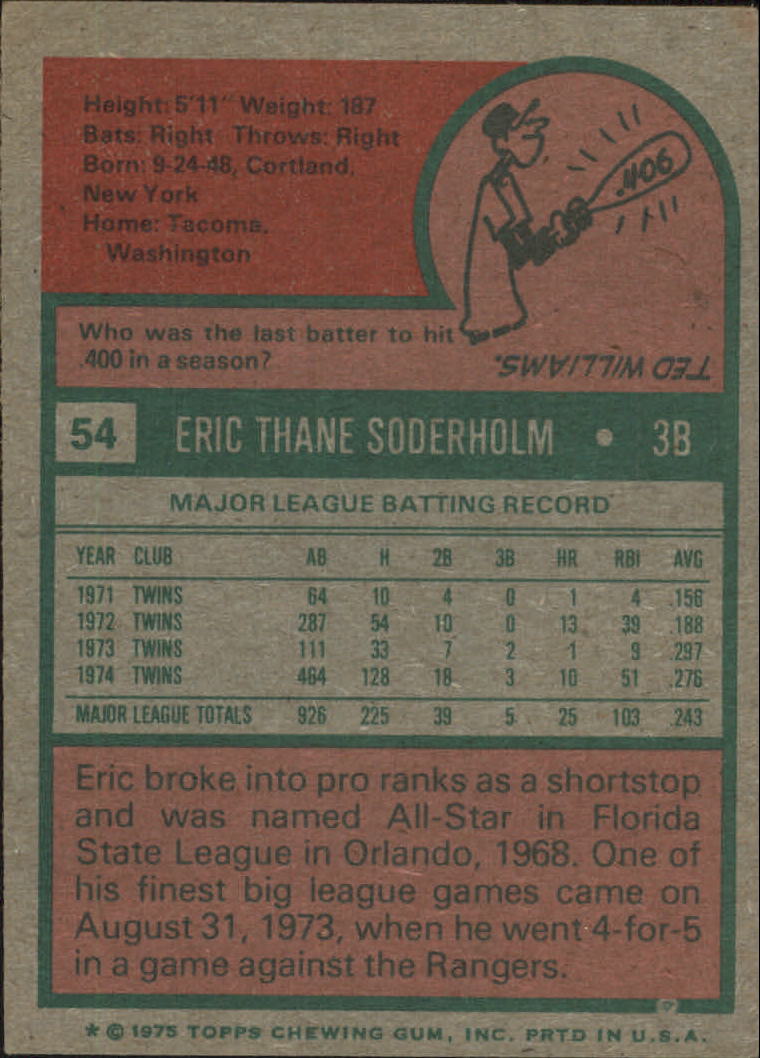 Height: 5'11" Weight: 187
Bats: Right Throws: Right
Born: 9-24-48, Cortland,
New York
Home: Tacoma,
Washington
.406
Who was the last batter to hit
.400 in a season?
TED WILLIAMS.
54 ERIC THANE SODERHOLM • 3B
MAJOR LEAGUE BATTING RECORD
YEAR CLUB AB H 2B 3B HR RBI AVG
1971 TWINS 64 10 4 0 1 4 .156
1972 TWINS 287 54 10 0 13 39 .188
1973 TWINS 111 33 7 2 1 9 .297
1974 TWINS 464 128 18 3 10 51 .276
MAJOR LEAGUE TOTALS 926 225 39 5 25 103 .243
Eric broke into pro ranks as a shortstop
and was named All-Star in Florida
State League in Orlando, 1968. One of
his finest big league games came on
August 31, 1973, when he went 4-for-5
in a game against the Rangers.
* © 1975 TOPPS CHEWING GUM, INC. PRTD IN U.S.A.